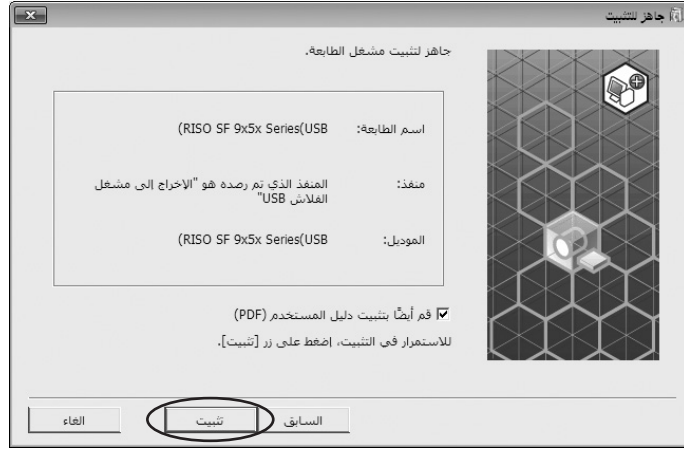 جاهز للتثبيت
جاهز لتثبيت مشغل الطابعة.
اسم الطابعة: (RISO SF 9x5x Series(USB
منفذ: المنفذ الذي تم رصده هو "الإخراج إلى مشغل
الفلاش USB"
الموديل: (RISO SF 9x5x Series(USB
قم أيضًا بتثبيت دليل المستخدم (PDF)
للاستمرار في التثبيت، اضغط على زر [تثبيت].
السابق تثبيت الغاء